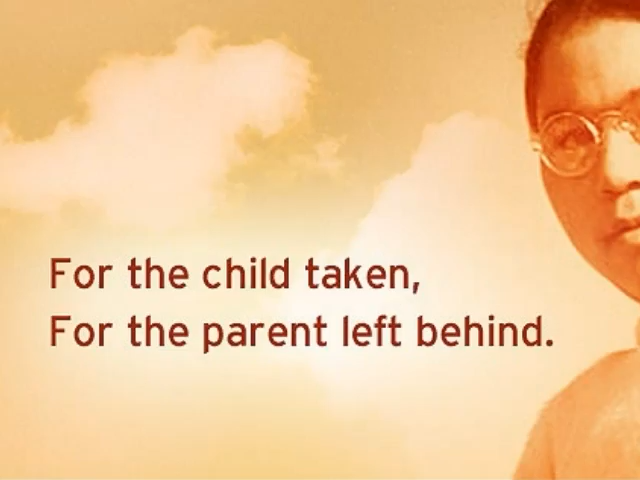 For the child taken,
For the parent left behind.